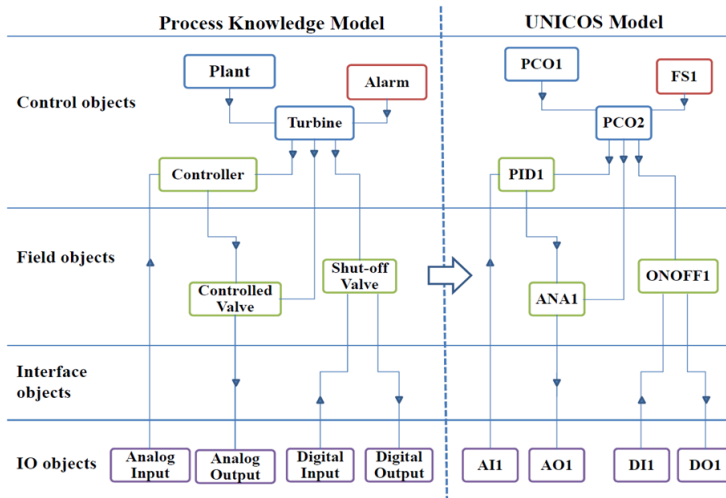 Process Knowledge Model
UNICOS Model
Control objects
Plant
Alarm
Turbine
Controller
PCO1
FS1
PCO2
PID1
Field objects
Controlled
Valve
Shut-off
Valve
ANA1
ONOFF1
Interface
objects
IO objects
Analog
Input
Analog
Output
Digital
Input
Digital
Output
AI1
AO1
DI1
DO1